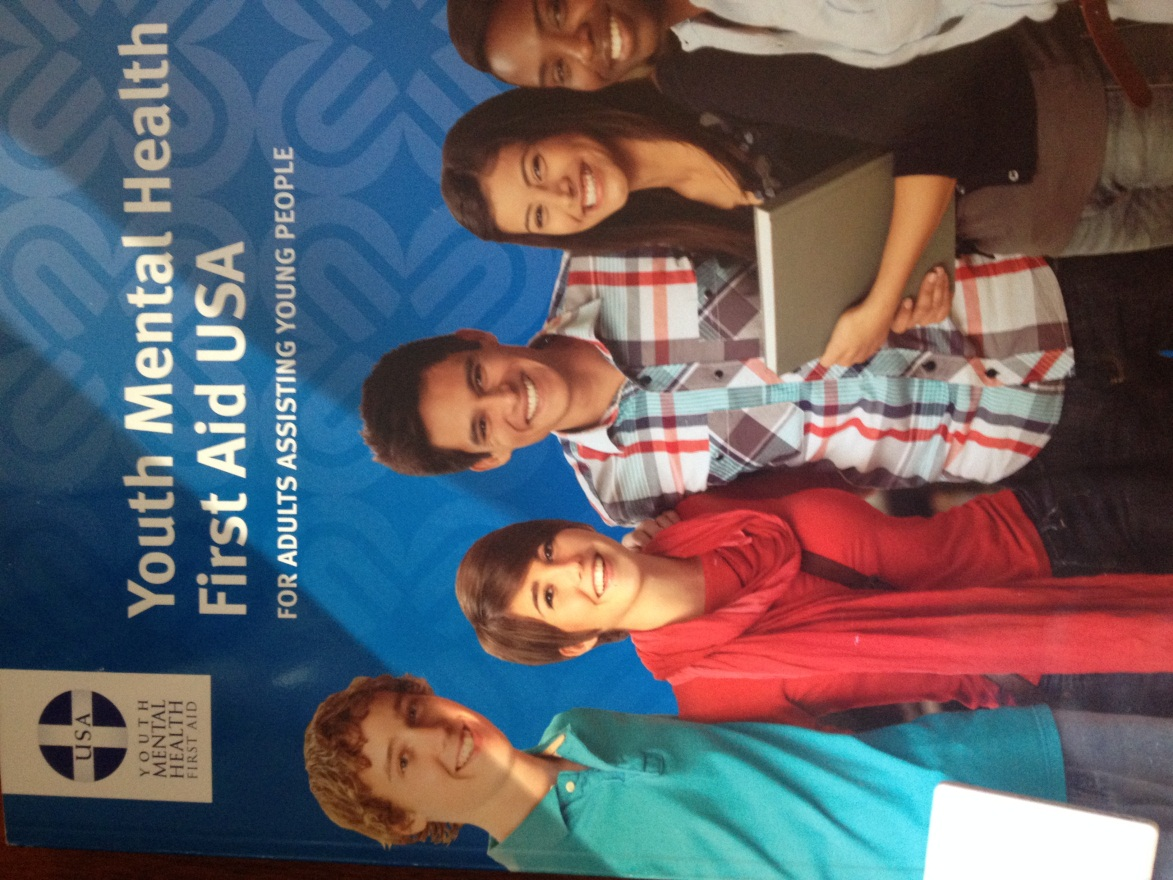 USA
YOUTH
MENTAL
HEALTH
FIRST AID
Youth Mental Health
First Aid USA
FOR ADULTS ASSISTING YOUNG PEOPLE